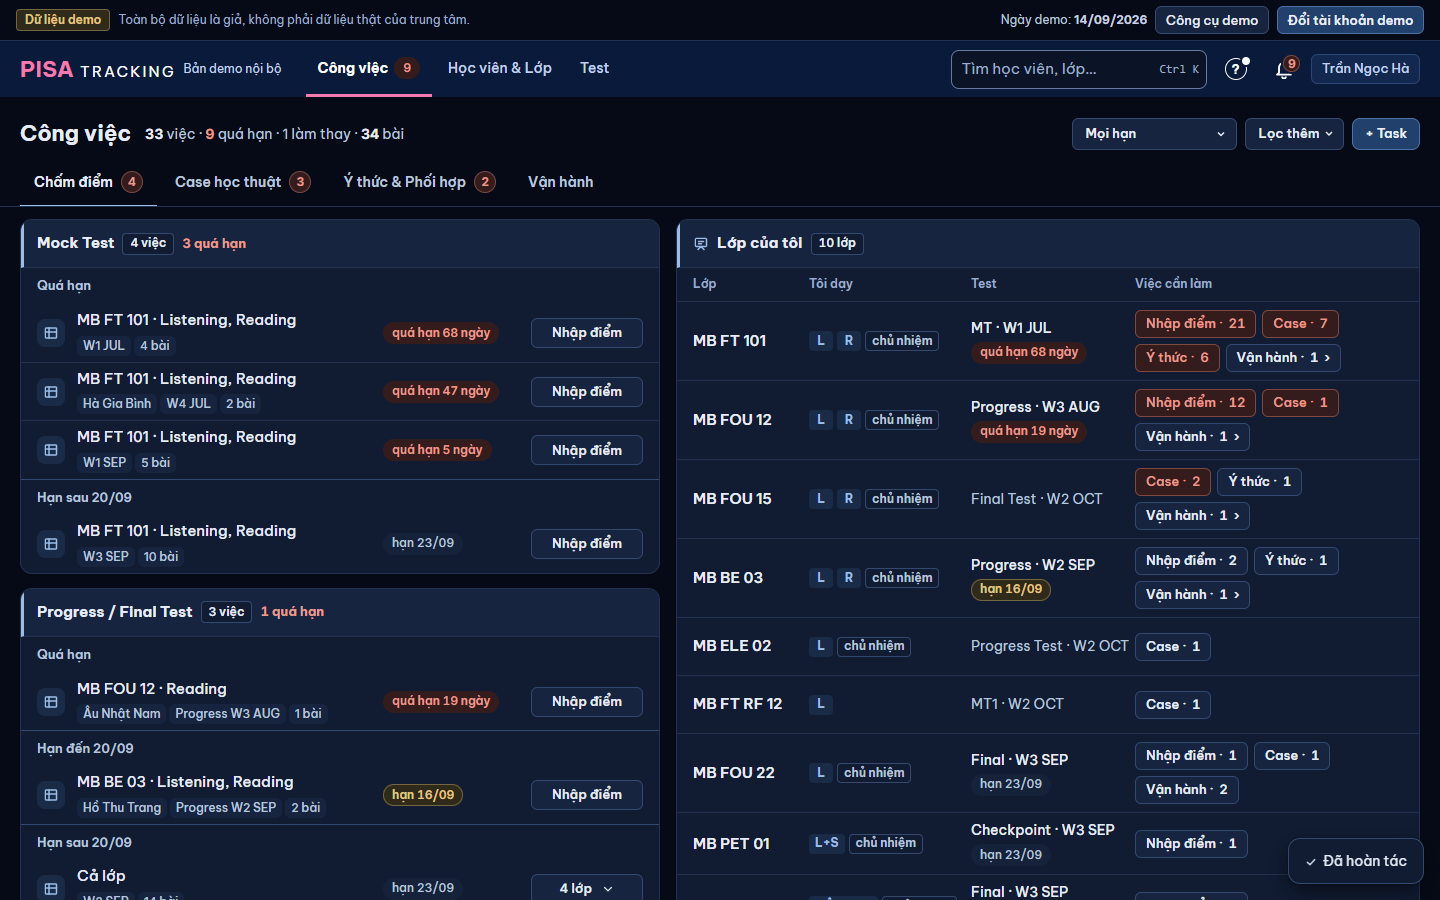 Dữ liệu demo Toàn bộ dữ liệu là giả, không phải dữ liệu thật của trung tâm. Ngày demo: 14/09/2026 Công cụ demo Đổi tài khoản demo
PISA TRACKING Bản demo nội bộ Công việc 9 Học viên & Lớp Test Tìm học viên, lớp... Ctrl K ? 9 Trần Ngọc Hà
Công việc 33 việc · 9 quá hạn · 1 làm thay · 34 bài Mọi hạn Lọc thêm + Task
Chấm điểm 4 Case học thuật 3 Ý thức & Phối hợp 2 Vận hành
Mock Test 4 việc 3 quá hạn
Quá hạn
MB FT 101 · Listening, Reading quá hạn 68 ngày Nhập điểm
W1 JUL 4 bài
MB FT 101 · Listening, Reading quá hạn 47 ngày Nhập điểm
Hà Gia Bình W4 JUL 2 bài
MB FT 101 · Listening, Reading quá hạn 5 ngày Nhập điểm
W1 SEP 5 bài
Hạn sau 20/09
MB FT 101 · Listening, Reading hạn 23/09 Nhập điểm
W3 SEP 10 bài
Progress / FInal Test 3 việc 1 quá hạn
Quá hạn
MB FOU 12 · Reading quá hạn 19 ngày Nhập điểm
Âu Nhật Nam Progress W3 AUG 1 bài
Hạn đến 20/09
MB BE 03 · Listening, Reading hạn 16/09 Nhập điểm
Hồ Thu Trang Progress W2 SEP 2 bài
Hạn sau 20/09
Cả lớp hạn 23/09 4 lớp
W3 SEP 14 bài
Lớp của tôi 10 lớp
Lớp Tôi dạy Test Việc cần làm
MB FT 101 L R chủ nhiệm MT · W1 JUL quá hạn 68 ngày Nhập điểm · 21 Case · 7
Ý thức · 6 Vận hành · 1 ›
MB FOU 12 L R chủ nhiệm Progress · W3 AUG quá hạn 19 ngày Nhập điểm · 12 Case · 1
Vận hành · 1 ›
MB FOU 15 L R chủ nhiệm Final Test · W2 OCT Case · 2 Ý thức · 1
Vận hành · 1 ›
MB BE 03 L R chủ nhiệm Progress · W2 SEP hạn 16/09 Nhập điểm · 2 Ý thức · 1
Vận hành · 1 ›
MB ELE 02 L chủ nhiệm Progress Test · W2 OCT Case · 1
MB FT RF 12 L MT1 · W2 OCT Case · 1
MB FOU 22 L chủ nhiệm Final · W3 SEP hạn 23/09 Nhập điểm · 1 Case · 1
Vận hành · 2
MB PET 01 L+S chủ nhiệm Checkpoint · W3 SEP hạn 23/09 Nhập điểm · 1
Final · W3 SEP
Đã hoàn tác